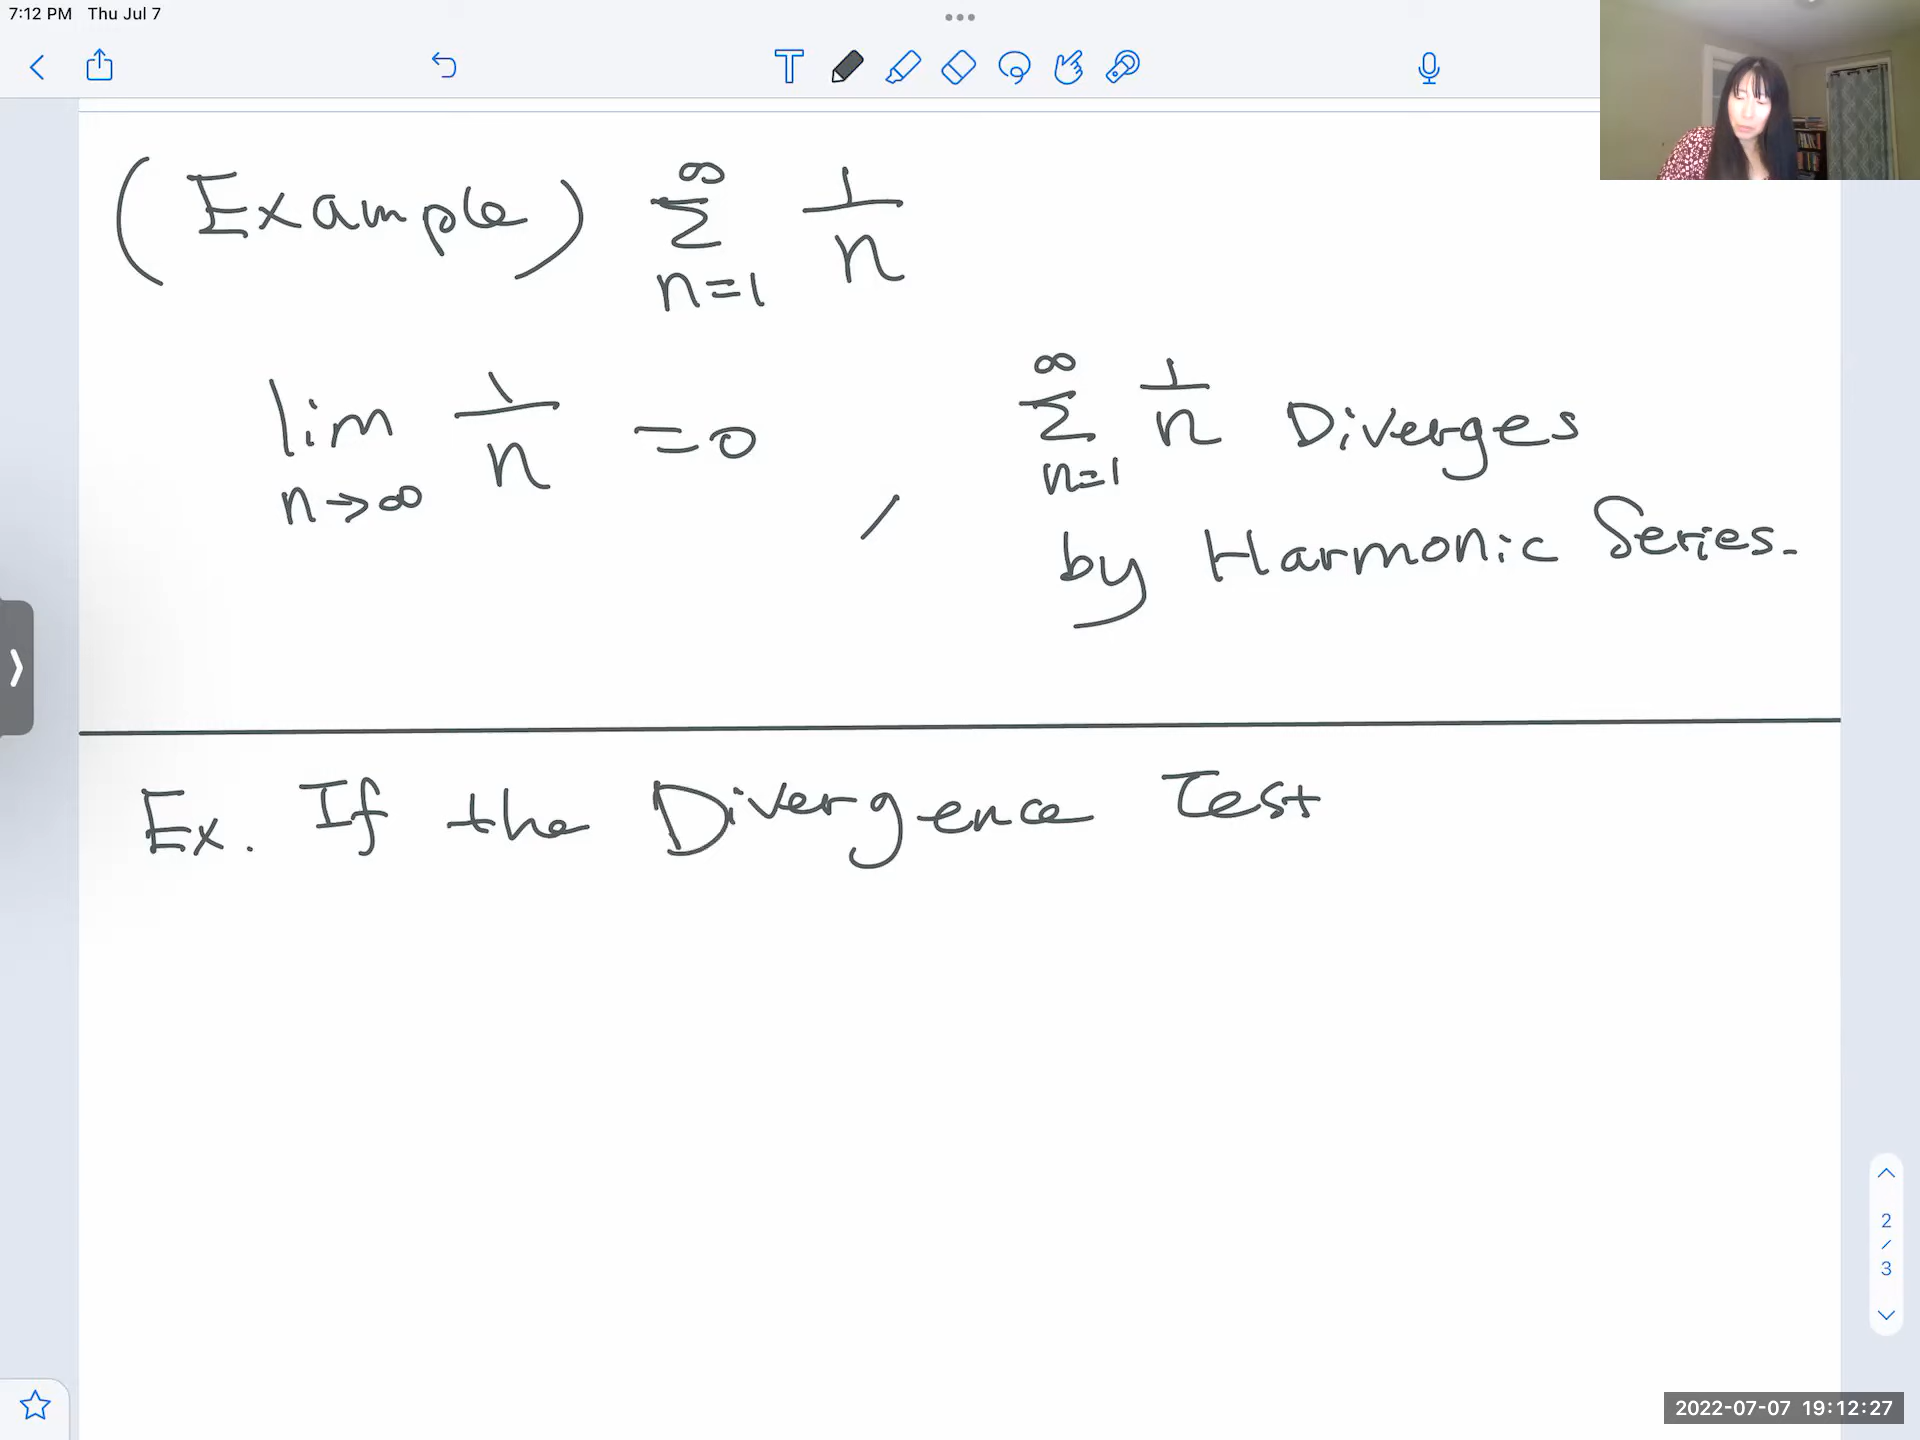 7:12 PM Thu Jul 7
(Example) ∞ Σ n=1 1/n
lim n→∞ 1/n =0 , ∞ Σ n=1 1/n Diverges
by Harmonic Series.
Ex. If the Divergence Test
2
/
3
2022-07-07 19:12:27